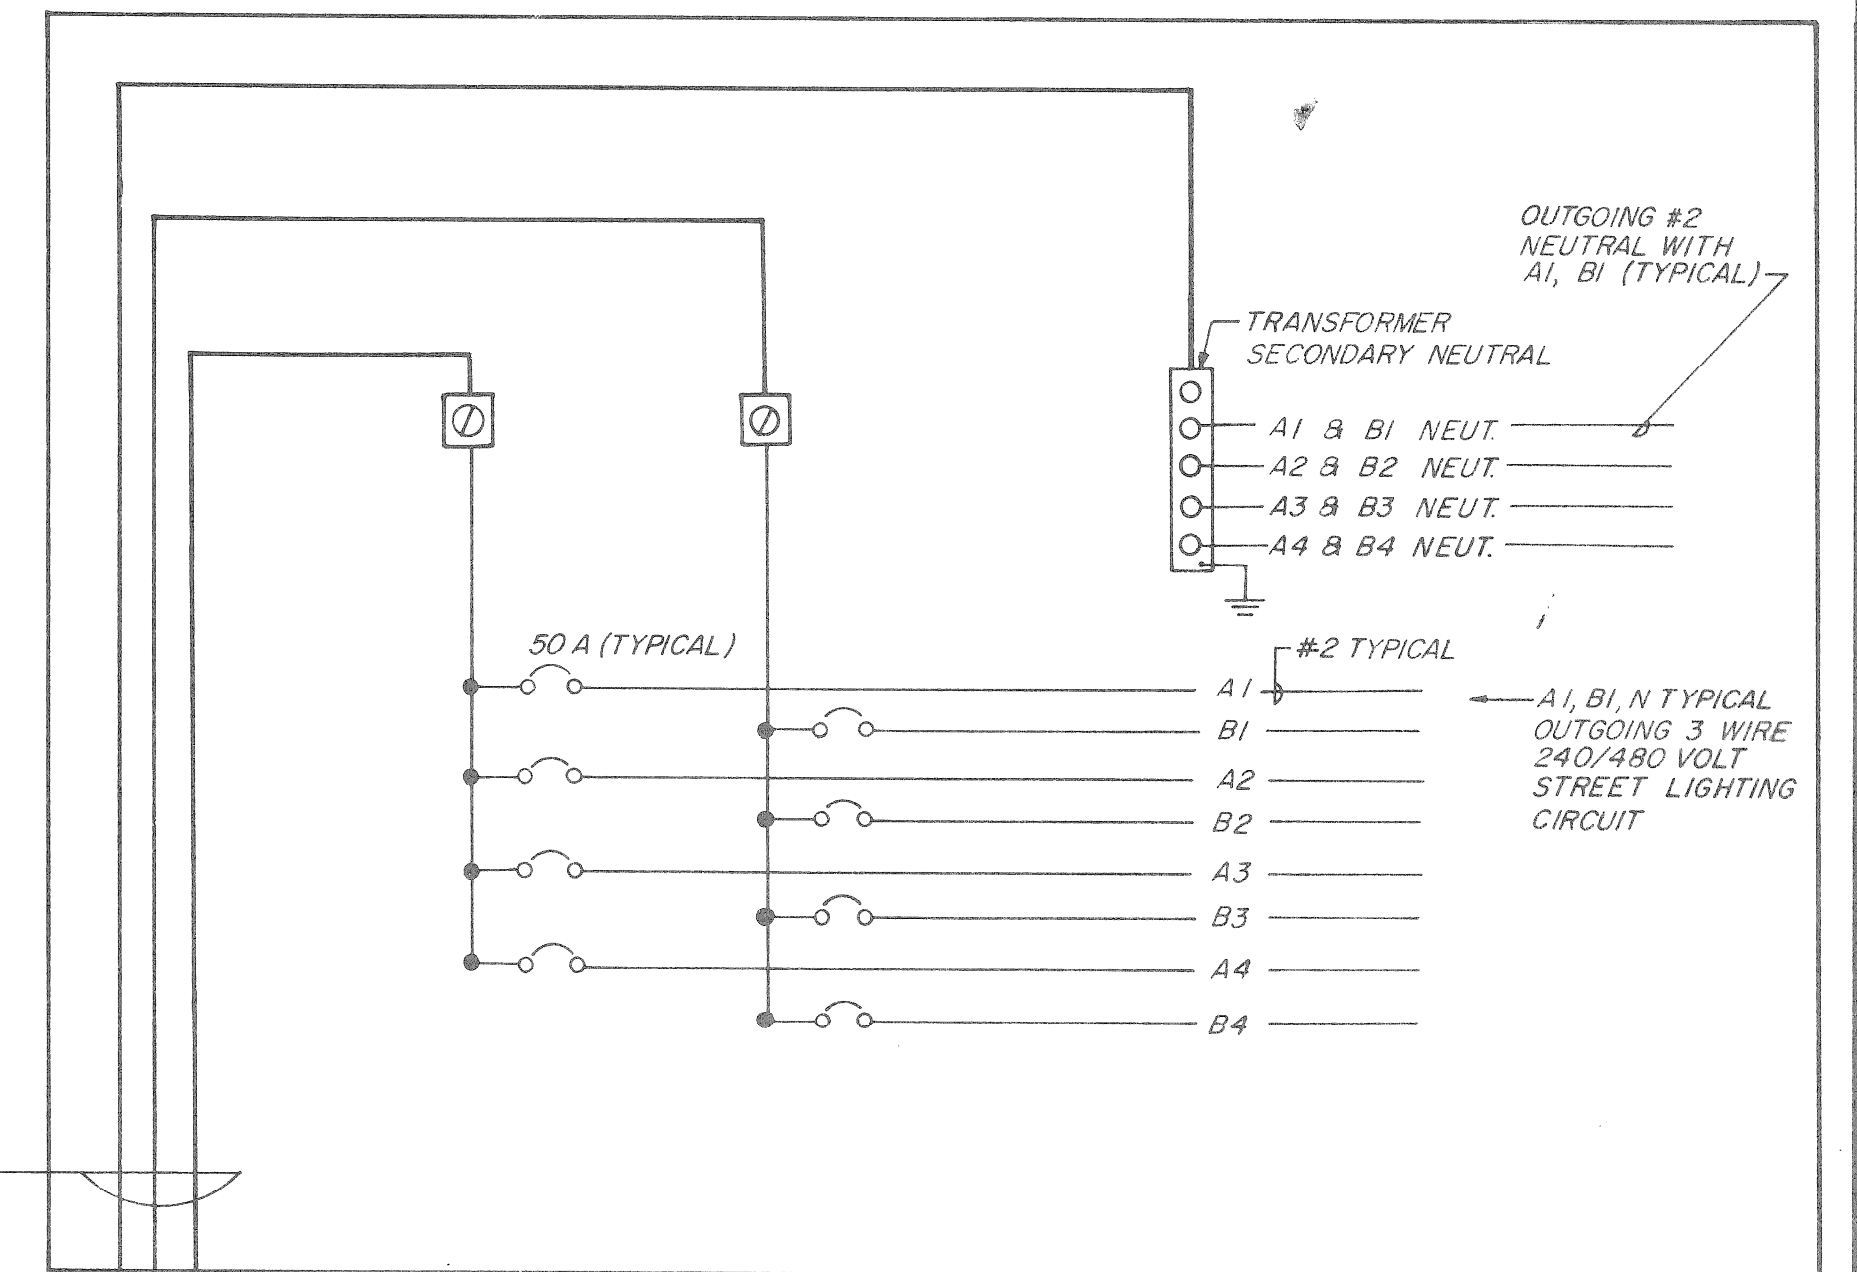 OUTGOING #2
NEUTRAL WITH
A1, B1 (TYPICAL)
TRANSFORMER
SECONDARY NEUTRAL
A1 & B1 NEUT.
A2 & B2 NEUT.
A3 & B3 NEUT.
A4 & B4 NEUT.
50 A (TYPICAL)
#2 TYPICAL
A1
B1
A2
B2
A3
B3
A4
B4
A1, B1, N TYPICAL
OUTGOING 3 WIRE
240/480 VOLT
STREET LIGHTING
CIRCUIT